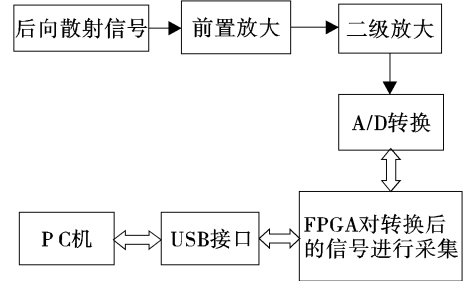 后向散射信号
前置放大
二级放大
A/D转换
FPGA对转换后
的信号进行采集
USB接口
PC机